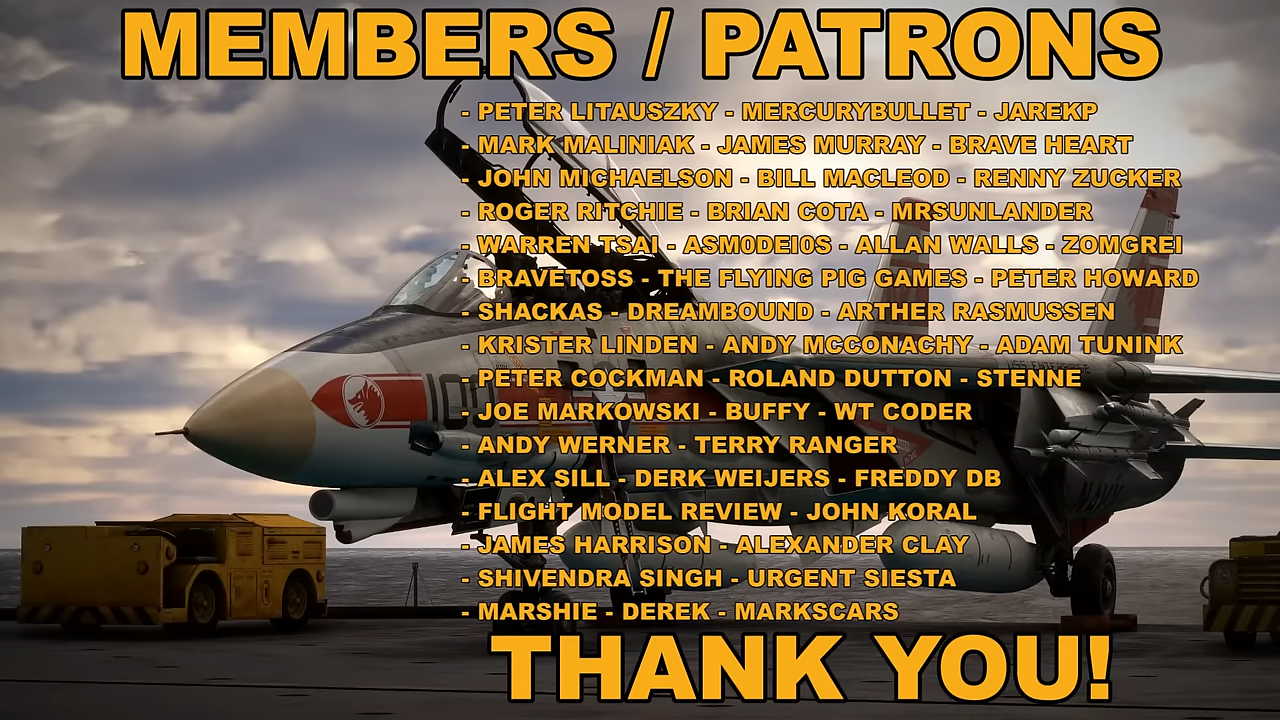 MEMBERS / PATRONS
- PETER LITAUSZKY - MERCURYBULLET - JAREKP
- MARK MALINIAK - JAMES MURRAY - BRAVE HEART
- JOHN MICHAELSON - BILL MACLEOD - RENNY ZUCKER
- ROGER RITCHIE - BRIAN COTA - MRSUNLANDER
- WARREN TSAI - ASM0DEI0S - ALLAN WALLS - ZOMGREI
- BRAVETOSS - THE FLYING PIG GAMES - PETER HOWARD
- SHACKAS - DREAMBOUND - ARTHER RASMUSSEN
- KRISTER LINDEN - ANDY MCCONACHY - ADAM TUNINK
- PETER COCKMAN - ROLAND DUTTON - STENNE
- JOE MARKOWSKI - BUFFY - WT CODER
- ANDY WERNER - TERRY RANGER
- ALEX SILL - DERK WEIJERS - FREDDY DB
- FLIGHT MODEL REVIEW - JOHN KORAL
- JAMES HARRISON - ALEXANDER CLAY
- SHIVENDRA SINGH - URGENT SIESTA
- MARSHIE - DEREK - MARKSCARS
THANK YOU!
100
NAVY